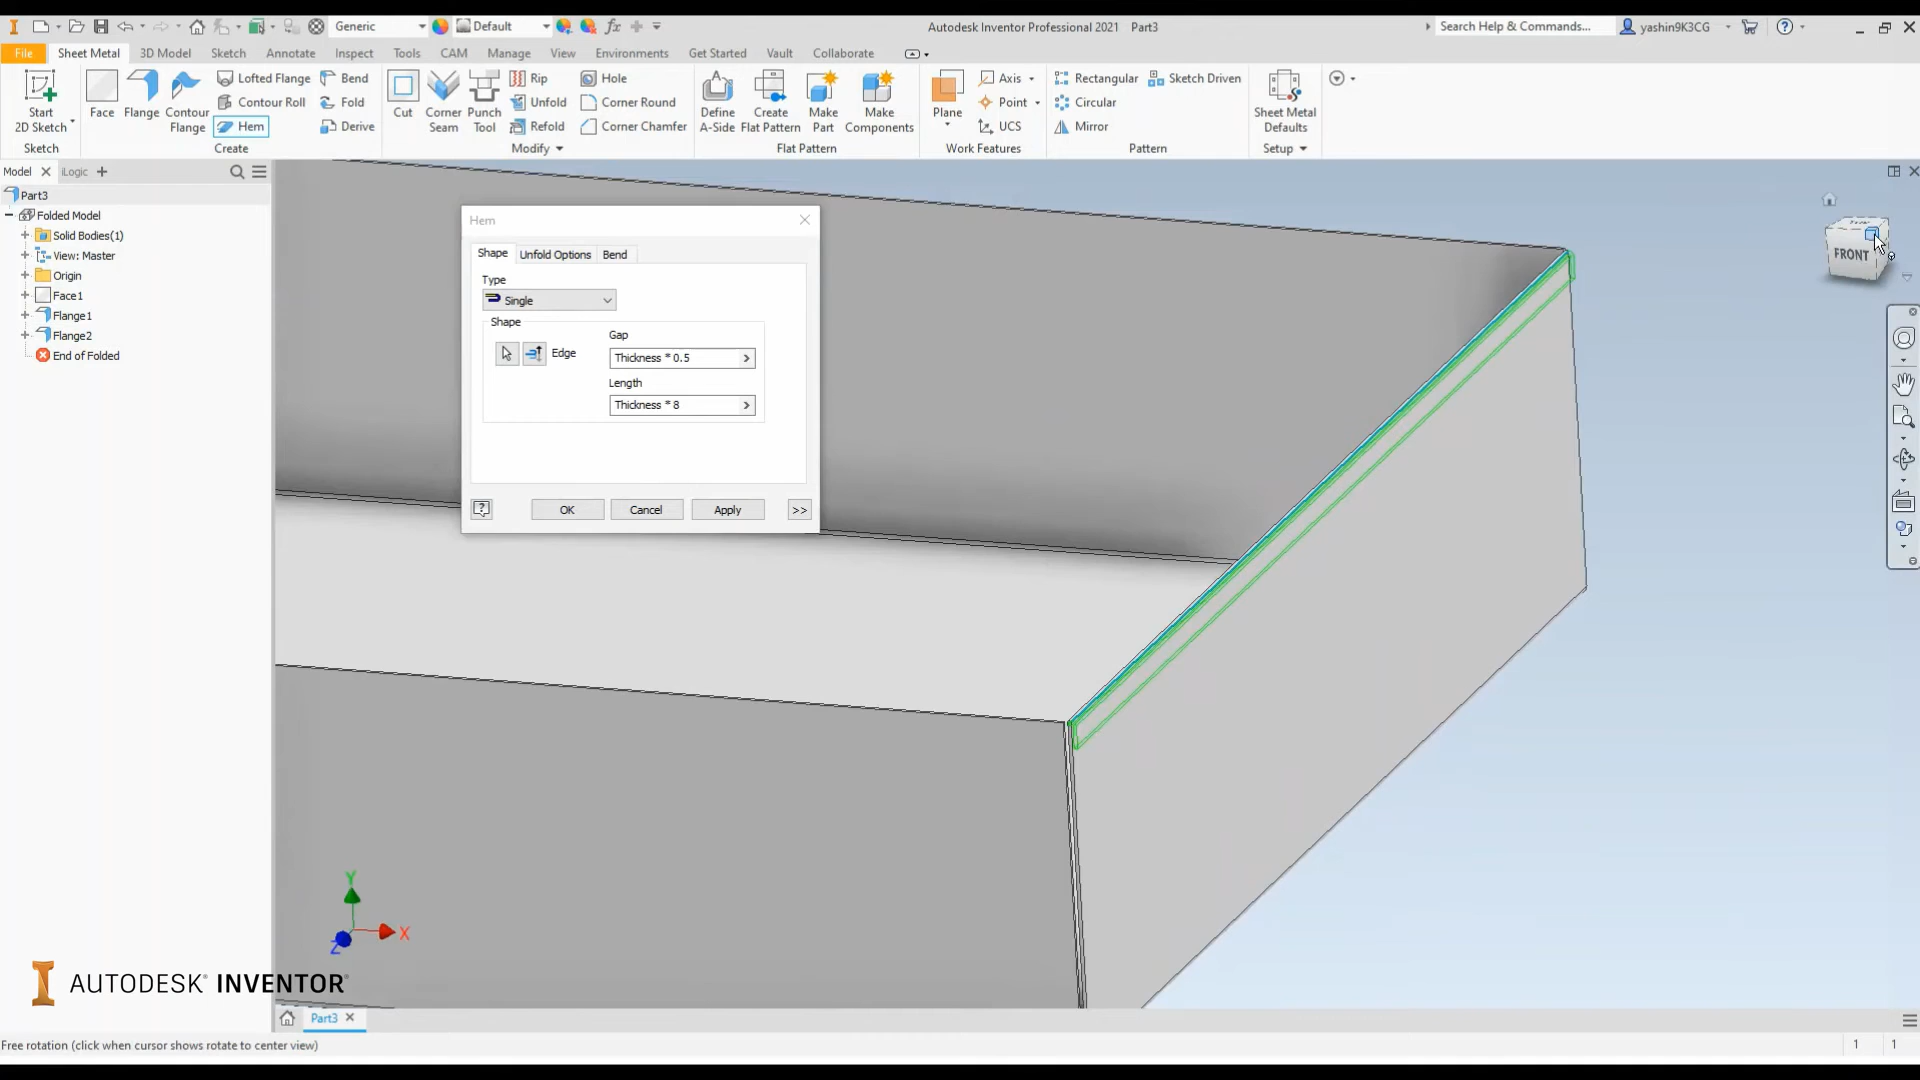 Generic
Default
fx
Autodesk Inventor Professional 2021 Part3
Search Help & Commands...
yashin9K3CG
File Sheet Metal 3D Model Sketch Annotate Inspect Tools CAM Manage View Environments Get Started Vault Collaborate
Start
2D Sketch
Sketch
Face
Flange
Contour
Flange
Lofted Flange
Contour Roll
Hem
Bend
Fold
Derive
Create
Cut
Corner
Seam
Punch
Tool
Rip
Unfold
Refold
Hole
Corner Round
Corner Chamfer
Modify
Define
A-Side
Create
Flat Pattern
Make
Part
Make
Components
Flat Pattern
Plane
Axis
Point
UCS
Work Features
Rectangular
Circular
Mirror
Sketch Driven
Pattern
Sheet Metal
Defaults
Setup
Model iLogic
Part3
Folded Model
Solid Bodies(1)
View: Master
Origin
Face1
Flange1
Flange2
End of Folded
Hem
Shape Unfold Options Bend
Type
Single
Shape
Edge
Gap
Thickness * 0.5
Length
Thickness * 8
OK
Cancel
Apply
>>
FRONT
Y
X
Z
AUTODESK® INVENTOR®
Part3
Free rotation (click when cursor shows rotate to center view)
1 1